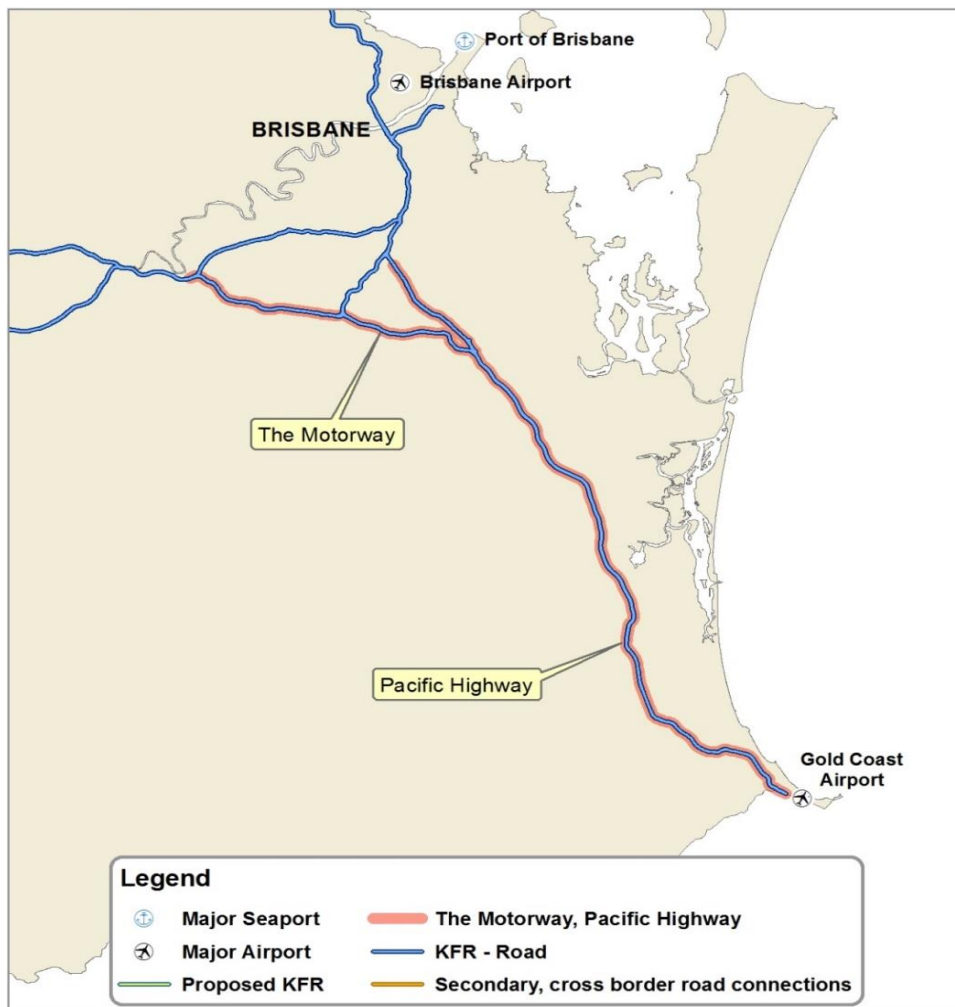 Port of Brisbane
Brisbane Airport
BRISBANE
The Motorway
Pacific Highway
Gold Coast
Airport
Legend
Major Seaport
The Motorway, Pacific Highway
Major Airport
KFR - Road
Proposed KFR
Secondary, cross border road connections